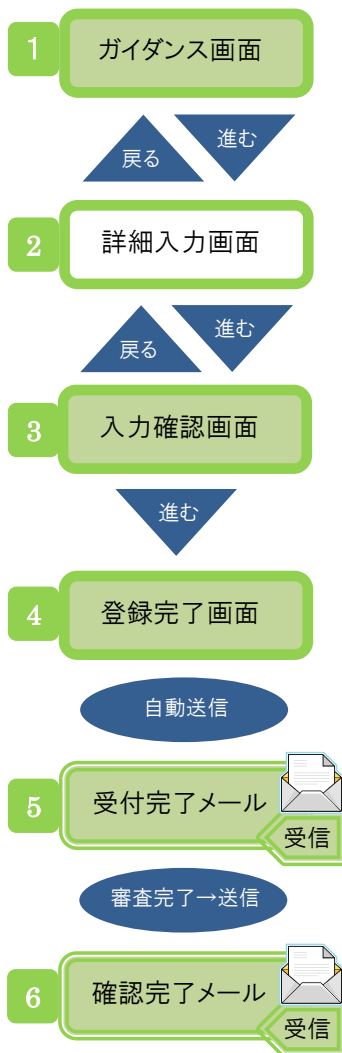 1
ガイダンス画面
戻る
進む
2
詳細入力画面
戻る
進む
3
入力確認画面
進む
4
登録完了画面
自動送信
5
受付完了メール
受信
審査完了→送信
6
確認完了メール
受信